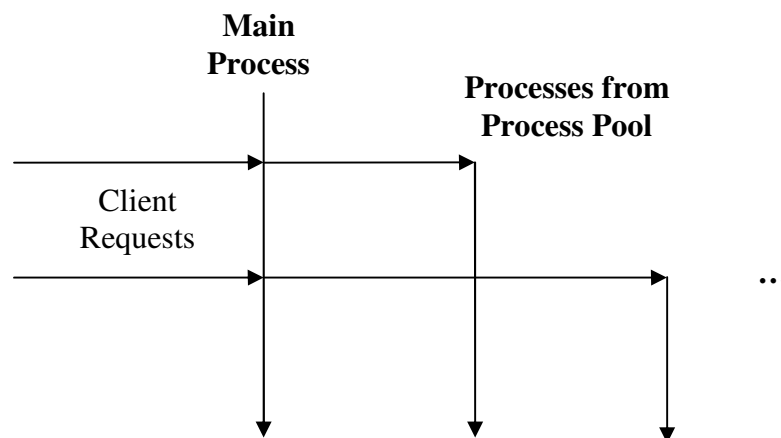 Main
Process
Processes from
Process Pool
Client
Requests
..